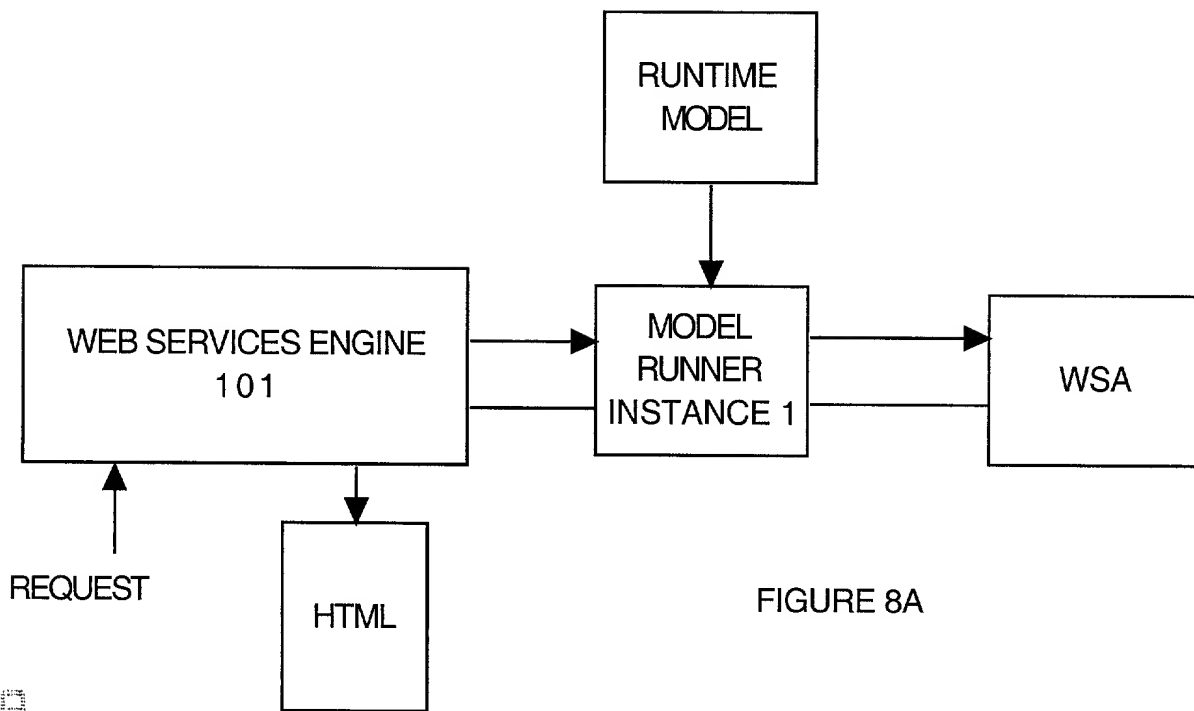 RUNTIME
MODEL
WEB SERVICES ENGINE
101
MODEL
RUNNER
INSTANCE 1
WSA
REQUEST
HTML
FIGURE 8A